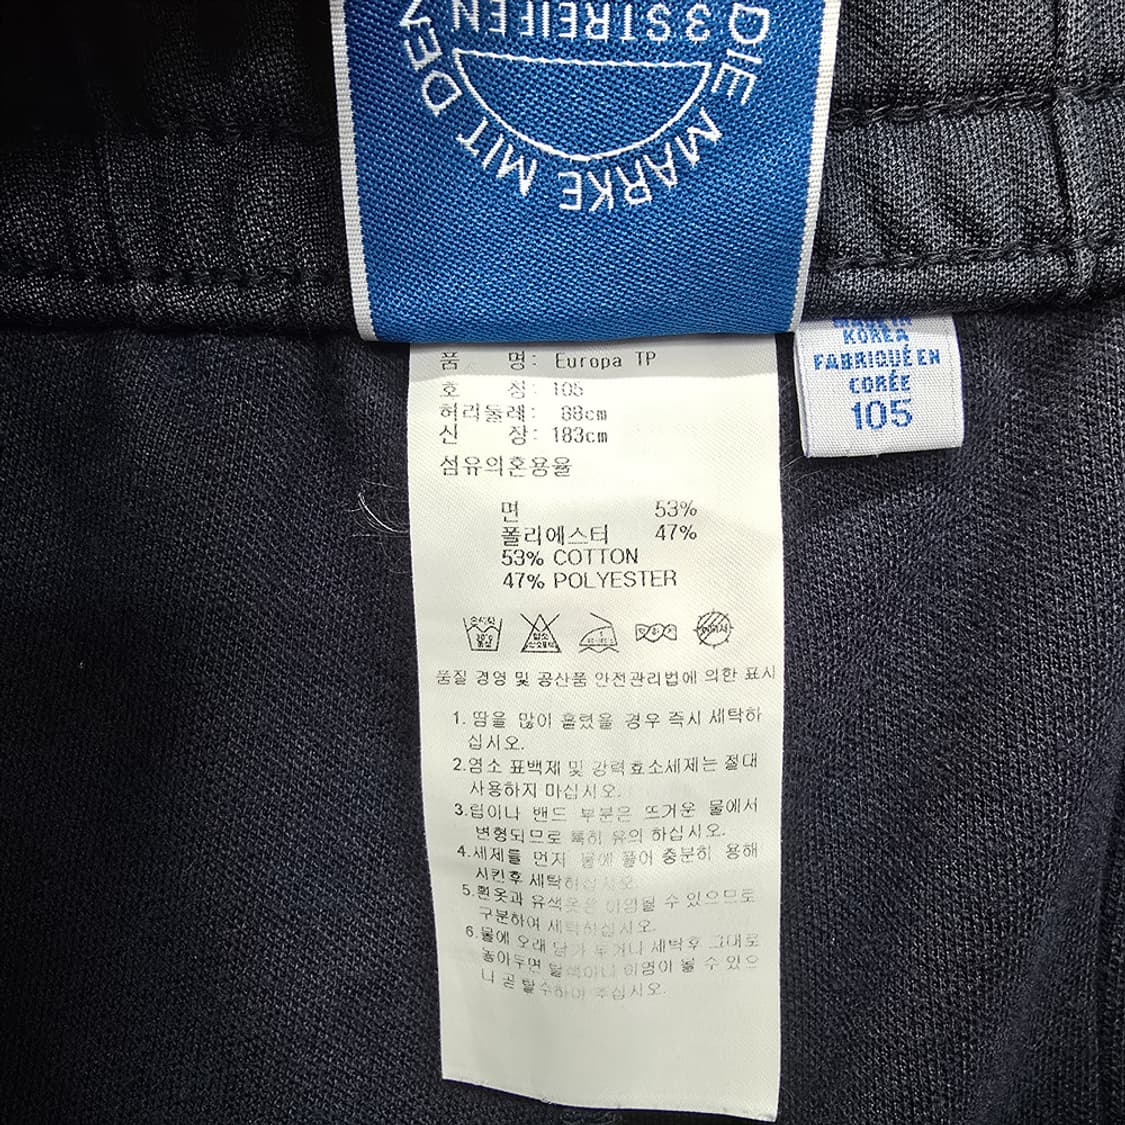 DIE MARKE MIT DEN
3STREIFEN
MADE IN
KOREA
FABRIQUÉ EN
CORÉE
105
품 명: Europa TP
호 칭: 105
허리둘레: 88cm
신 장: 183cm
섬유의혼용율
면 53%
폴리에스터 47%
53% COTTON
47% POLYESTER
품질 경영 및 공산품 안전관리법에 의한 표시
1. 땀을 많이 흘렸을 경우 즉시 세탁하
십시오.
2.염소 표백제 및 강력효소세제는 절대
사용하지 마십시오.
3.립이나 밴드 부분은 뜨거운 물에서
변형되므로 특히 유의 하십시오.
4.세제를 먼저 물에 풀어 충분히 용해
시킨후 세탁하십시오.
5.흰옷과 유색옷은 이염될 수 있으므로
구분하여 세탁하십시오.
6.물에 오래 담가 두거나 세탁후 그대로
놓아두면 탈색이나 이염이 될 수 있으
니 곧 탈수하여 주십시오.